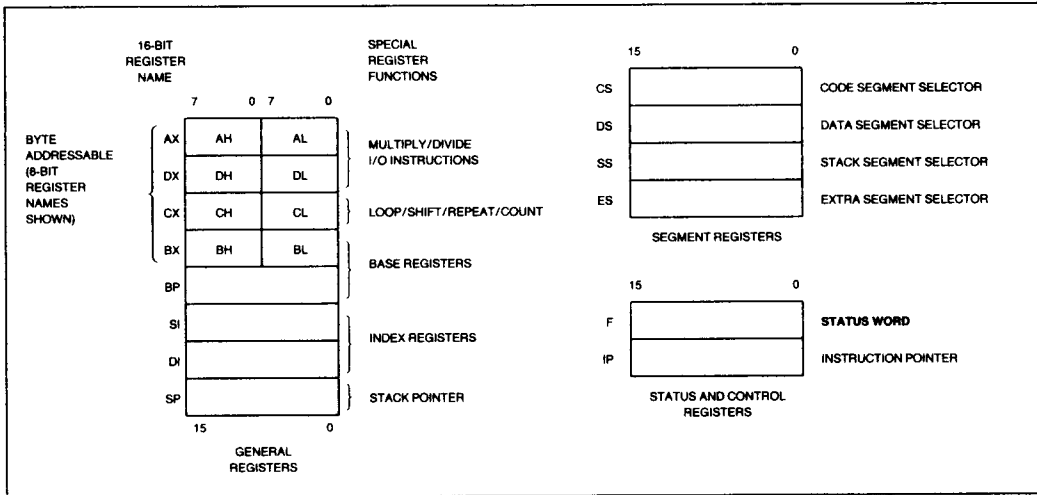 16-BIT
REGISTER
NAME
SPECIAL
REGISTER
FUNCTIONS
7 0 7 0
BYTE
ADDRESSABLE
(8-BIT
REGISTER
NAMES
SHOWN)
AX AH AL
DX DH DL
CX CH CL
BX BH BL
BP
SI
DI
SP
15 0
MULTIPLY/DIVIDE
I/O INSTRUCTIONS
LOOP/SHIFT/REPEAT/COUNT
BASE REGISTERS
INDEX REGISTERS
STACK POINTER
GENERAL
REGISTERS
15 0
CS CODE SEGMENT SELECTOR
DS DATA SEGMENT SELECTOR
SS STACK SEGMENT SELECTOR
ES EXTRA SEGMENT SELECTOR
SEGMENT REGISTERS
15 0
F STATUS WORD
IP INSTRUCTION POINTER
STATUS AND CONTROL
REGISTERS